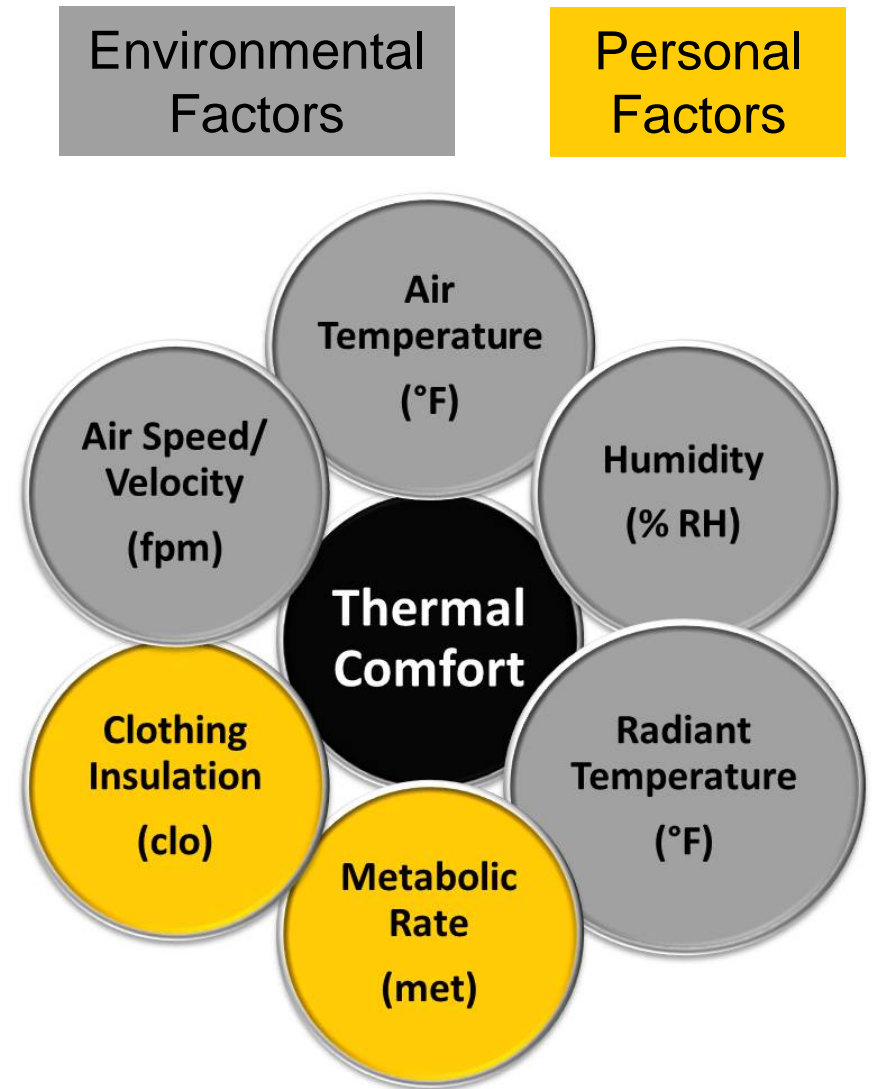 Environmental
Factors
Personal
Factors
Air
Temperature
(°F)
Air Speed/
Velocity
(fpm)
Humidity
(% RH)
Thermal
Comfort
Clothing
Insulation
(clo)
Radiant
Temperature
(°F)
Metabolic
Rate
(met)